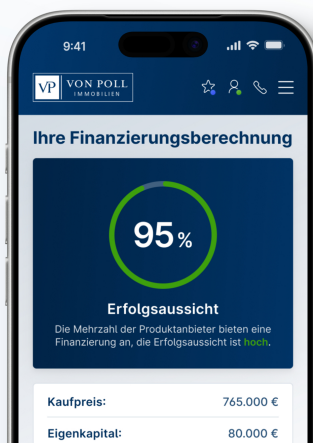 9:41
VP VON POLL
IMMOBILIEN
Ihre Finanzierungsberechnung
95%
Erfolgsaussicht
Die Mehrzahl der Produktanbieter bieten eine
Finanzierung an, die Erfolgsaussicht ist hoch.
Kaufpreis: 765.000 €
Eigenkapital: 80.000 €